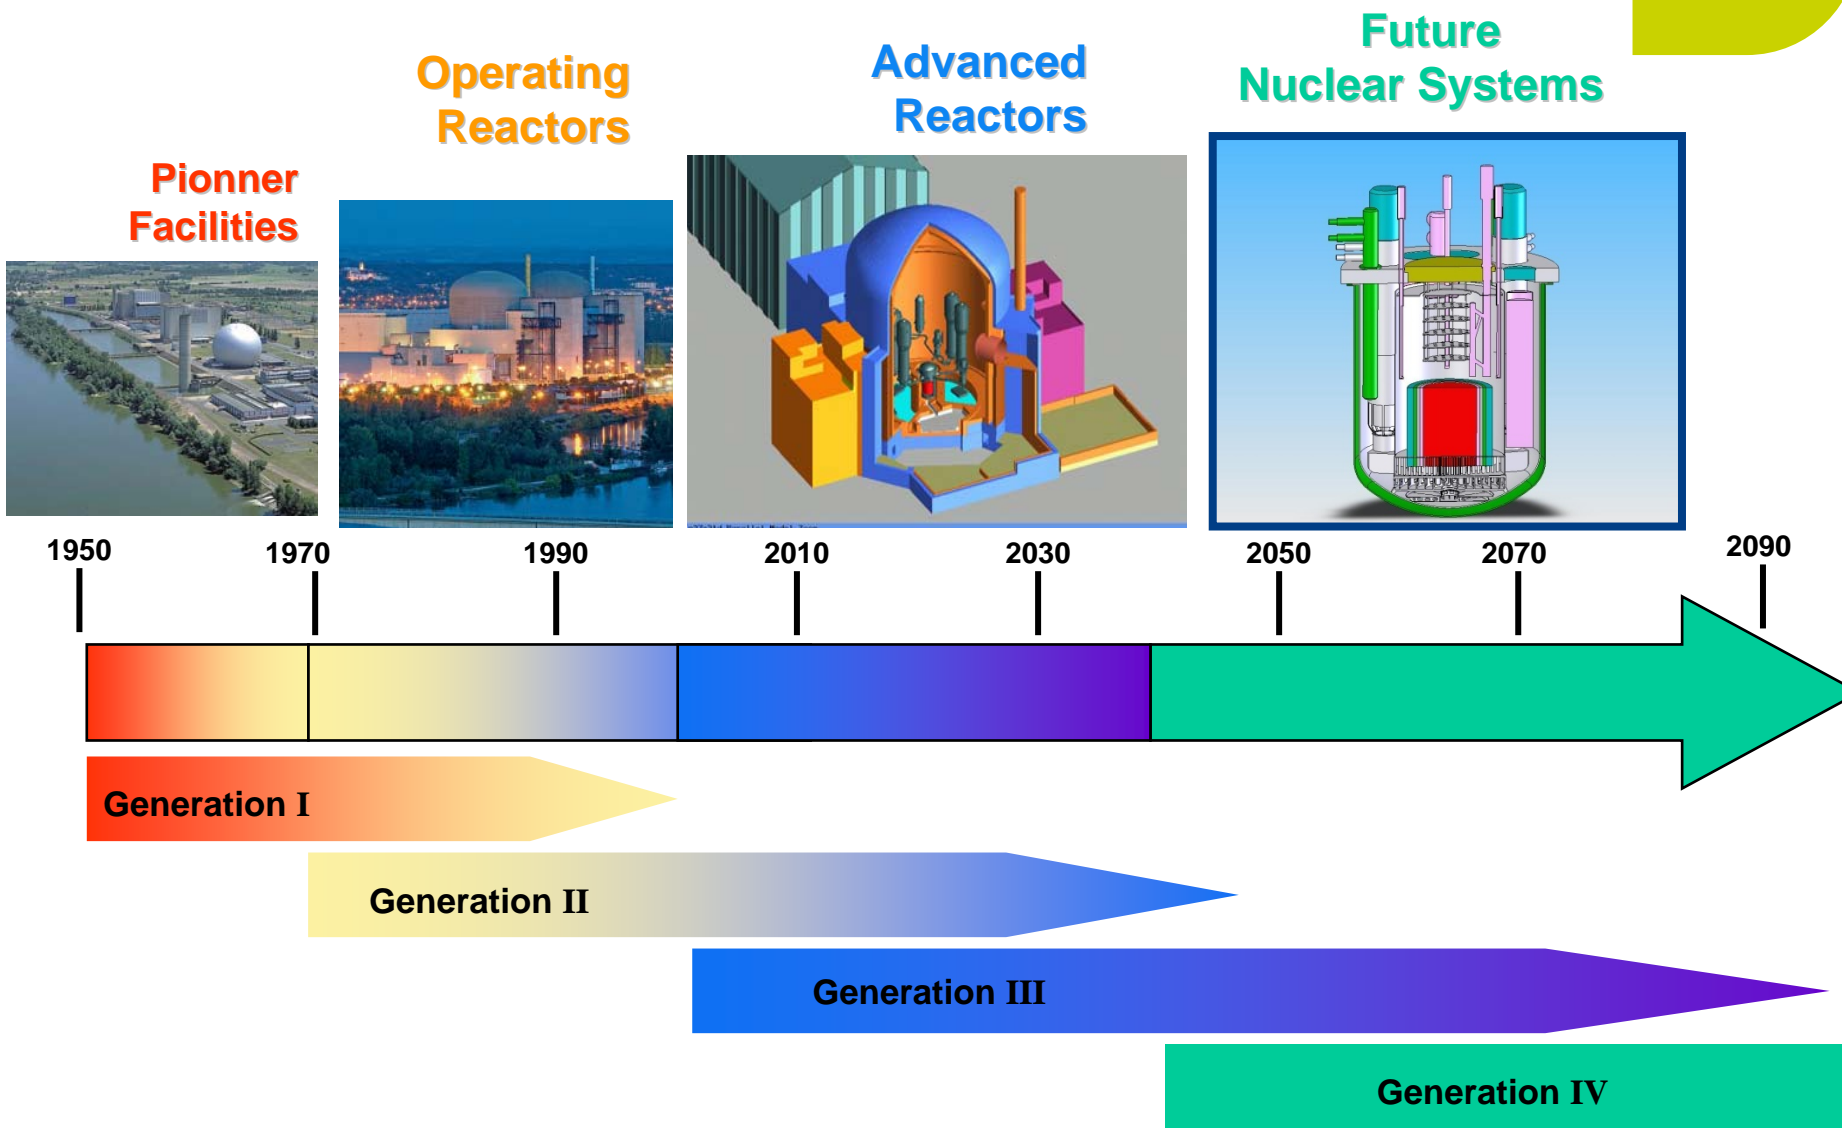 Future
Nuclear Systems
Advanced
Reactors
Operating
Reactors
Pionner
Facilities
1950
1970
1990
2010
2030
2050
2070
2090
Generation I
Generation II
Generation III
Generation IV